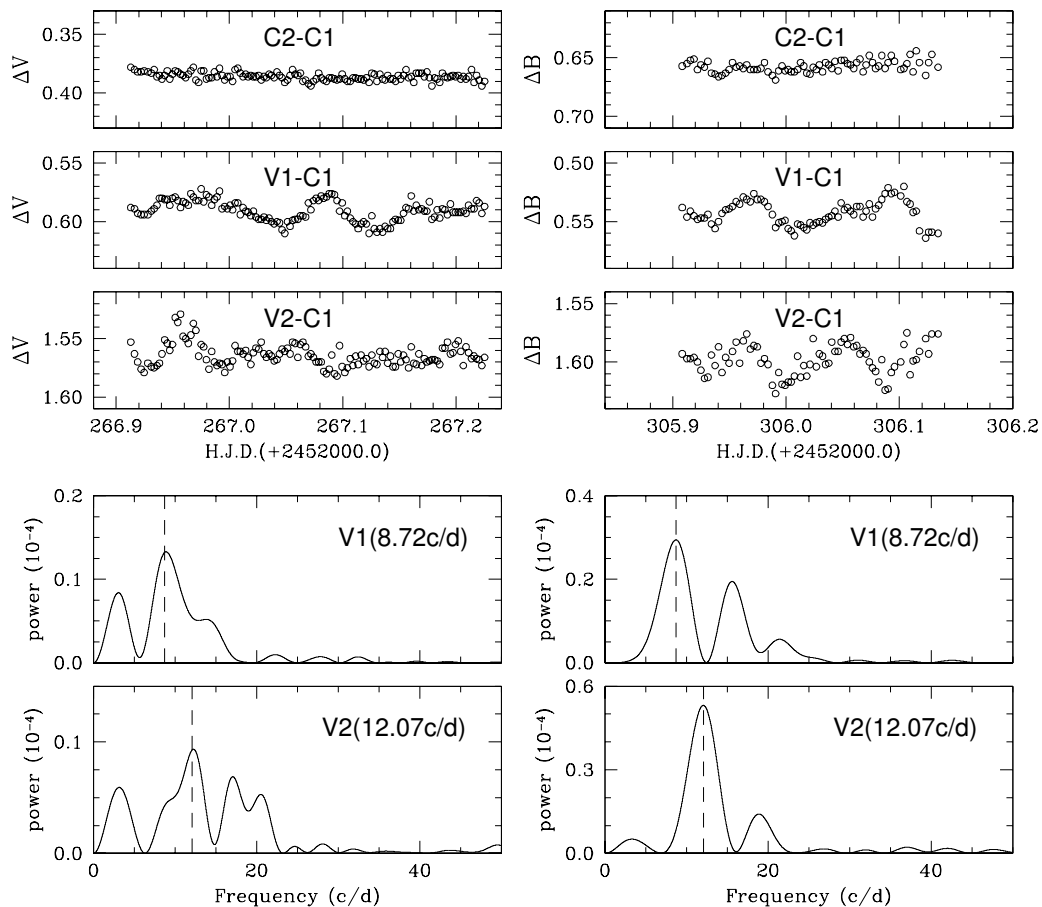 C2-C1
0.35
0.40
ΔV
C2-C1
0.65
0.70
ΔB
V1-C1
0.55
0.60
ΔV
V1-C1
0.50
0.55
ΔB
V2-C1
1.55
1.60
ΔV
266.9 267.0 267.1 267.2
H.J.D.(+2452000.0)
V2-C1
1.55
1.60
ΔB
305.9 306.0 306.1 306.2
H.J.D.(+2452000.0)
V1(8.72c/d)
0.2
0.1
0.0
power (10⁻⁴)
V1(8.72c/d)
0.4
0.2
0.0
power (10⁻⁴)
V2(12.07c/d)
0.1
0.0
power (10⁻⁴)
0 20 40
Frequency (c/d)
V2(12.07c/d)
0.6
0.3
0.0
power (10⁻⁴)
0 20 40
Frequency (c/d)